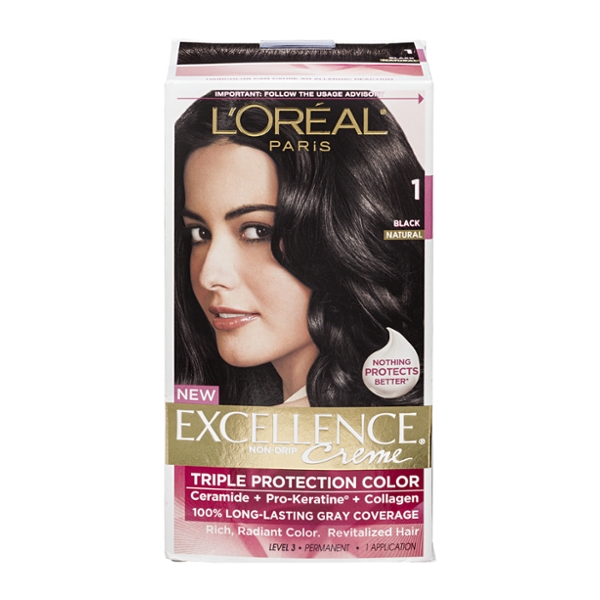 1
BLACK
IMPORTANT: FOLLOW THE USAGE ADVISORY
L'ORÉAL
PARIS
1
BLACK
NATURAL
NOTHING
PROTECTS
BETTER*
NEW
EXCELLENCE®
NON-DRIP Creme
TRIPLE PROTECTION COLOR
Ceramide + Pro-Keratine® + Collagen
100% LONG-LASTING GRAY COVERAGE
Rich, Radiant Color. Revitalized Hair
LEVEL 3 • PERMANENT • 1 APPLICATION